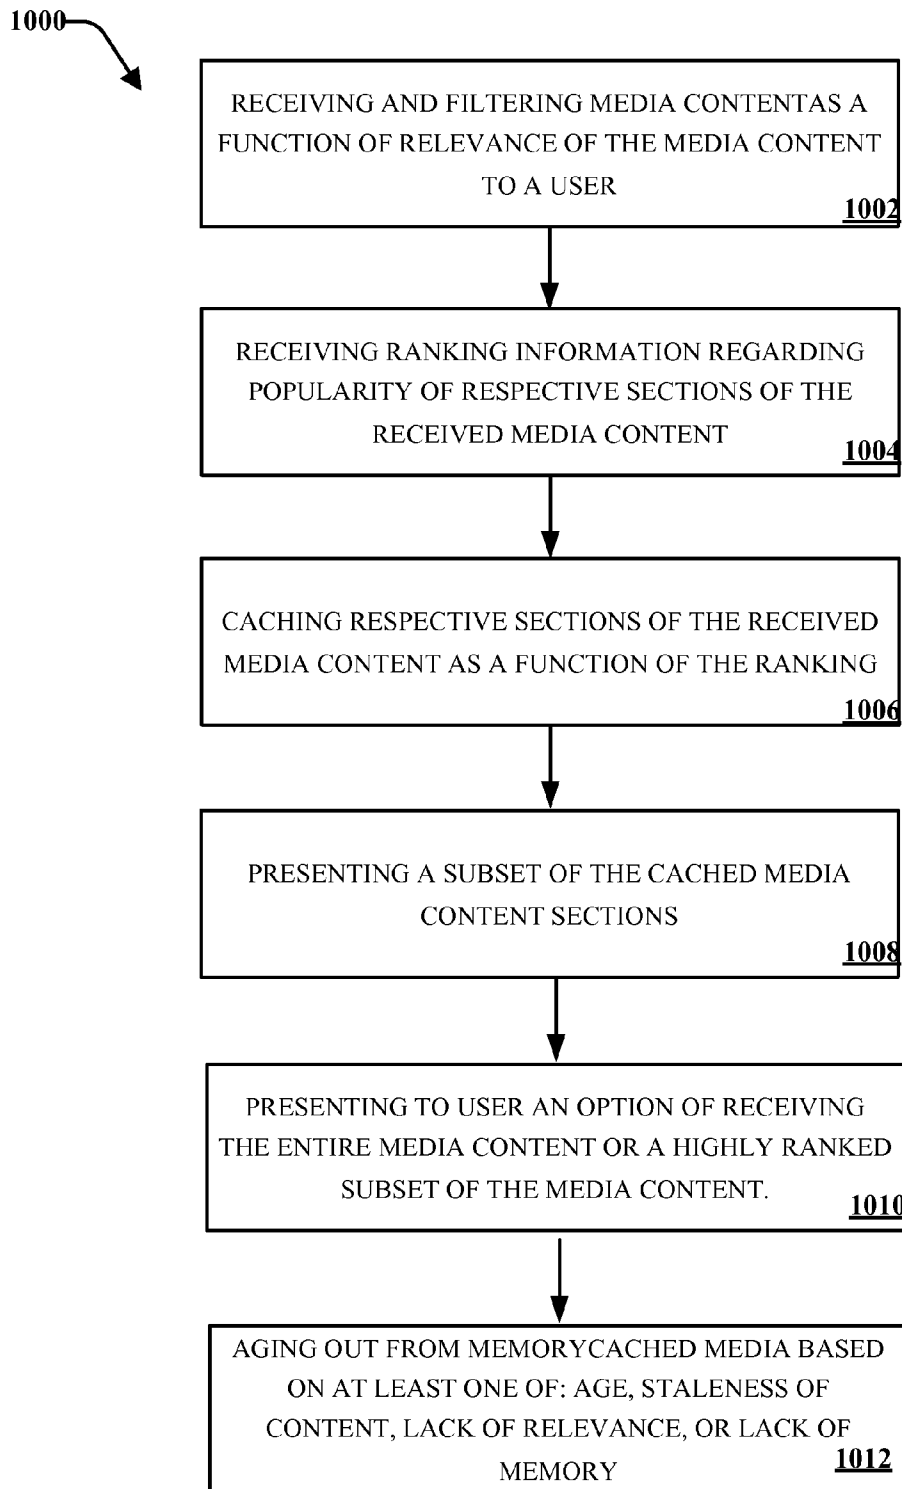 1000
RECEIVING AND FILTERING MEDIA CONTENTAS A
FUNCTION OF RELEVANCE OF THE MEDIA CONTENT
TO A USER
1002
RECEIVING RANKING INFORMATION REGARDING
POPULARITY OF RESPECTIVE SECTIONS OF THE
RECEIVED MEDIA CONTENT
1004
CACHING RESPECTIVE SECTIONS OF THE RECEIVED
MEDIA CONTENT AS A FUNCTION OF THE RANKING
1006
PRESENTING A SUBSET OF THE CACHED MEDIA
CONTENT SECTIONS
1008
PRESENTING TO USER AN OPTION OF RECEIVING
THE ENTIRE MEDIA CONTENT OR A HIGHLY RANKED
SUBSET OF THE MEDIA CONTENT.
1010
AGING OUT FROM MEMORYCACHED MEDIA BASED
ON AT LEAST ONE OF: AGE, STALENESS OF
CONTENT, LACK OF RELEVANCE, OR LACK OF
MEMORY
1012